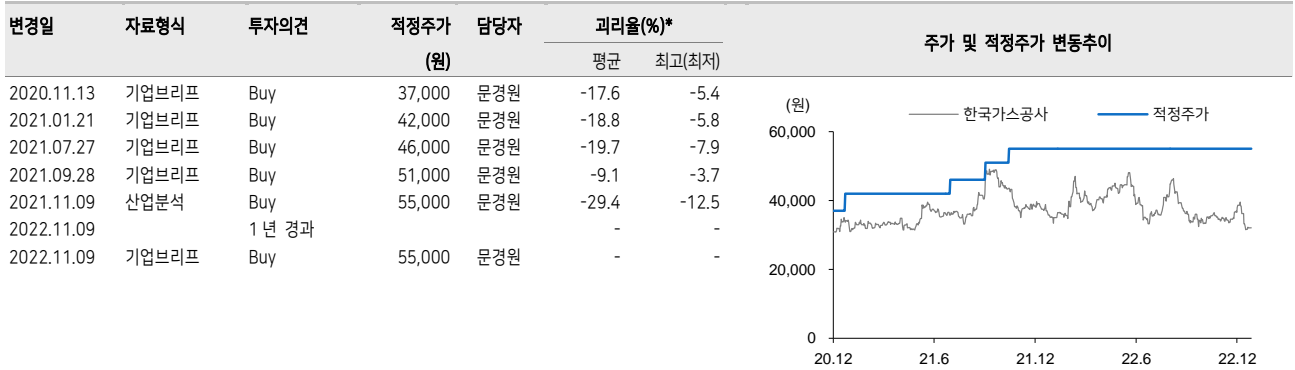 변경일 자료형식 투자의견 적정주가 담당자 괴리율(%)*
(원) 평균 최고(최저)
2020.11.13 기업브리프 Buy 37,000 문경원 -17.6 -5.4
2021.01.21 기업브리프 Buy 42,000 문경원 -18.8 -5.8
2021.07.27 기업브리프 Buy 46,000 문경원 -19.7 -7.9
2021.09.28 기업브리프 Buy 51,000 문경원 -9.1 -3.7
2021.11.09 산업분석 Buy 55,000 문경원 -29.4 -12.5
2022.11.09 1년 경과 - -
2022.11.09 기업브리프 Buy 55,000 문경원 - -
주가 및 적정주가 변동추이
(원)
한국가스공사 적정주가
60,000
40,000
20,000
0
20.12 21.6 21.12 22.6 22.12